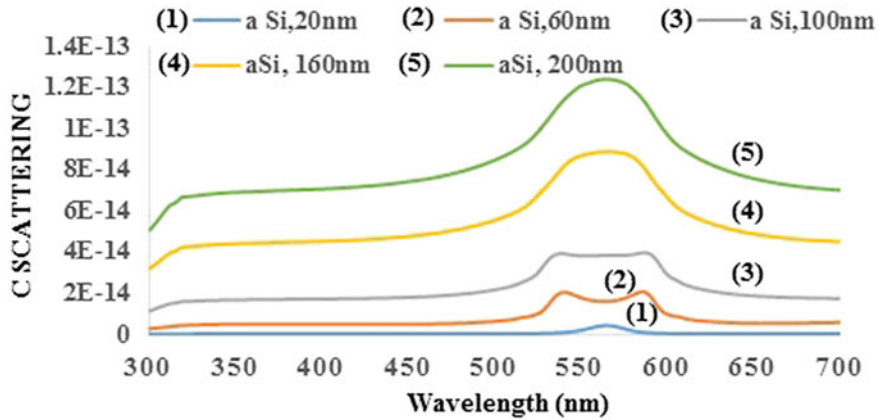 (1) a Si,20nm (2) a Si,60nm (3) a Si,100nm
(4) aSi, 160nm (5) aSi, 200nm
C SCATTERING
1.4E-13
1.2E-13
1E-13
8E-14
6E-14
4E-14
2E-14
0
(5)
(4)
(3)
(2)
(1)
300 350 400 450 500 550 600 650 700
Wavelength (nm)